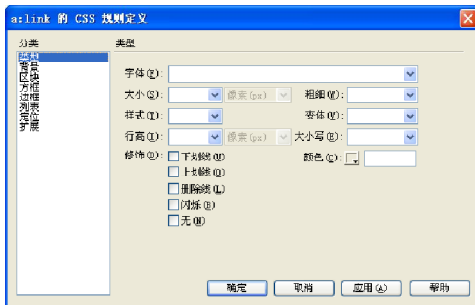 a:link 的 CSS 规则定义
分类
类型
类型
背景
区块
方框
边框
列表
定位
扩展
字体(F):
大小(S): 像素(px) 粗细(W):
样式(T): 变体(V):
行高(I): 像素(px) 大小写(R):
修饰(D): 下划线(U) 颜色(C):
上划线(O)
删除线(L)
闪烁(B)
无(N)
确定 取消 应用(A) 帮助